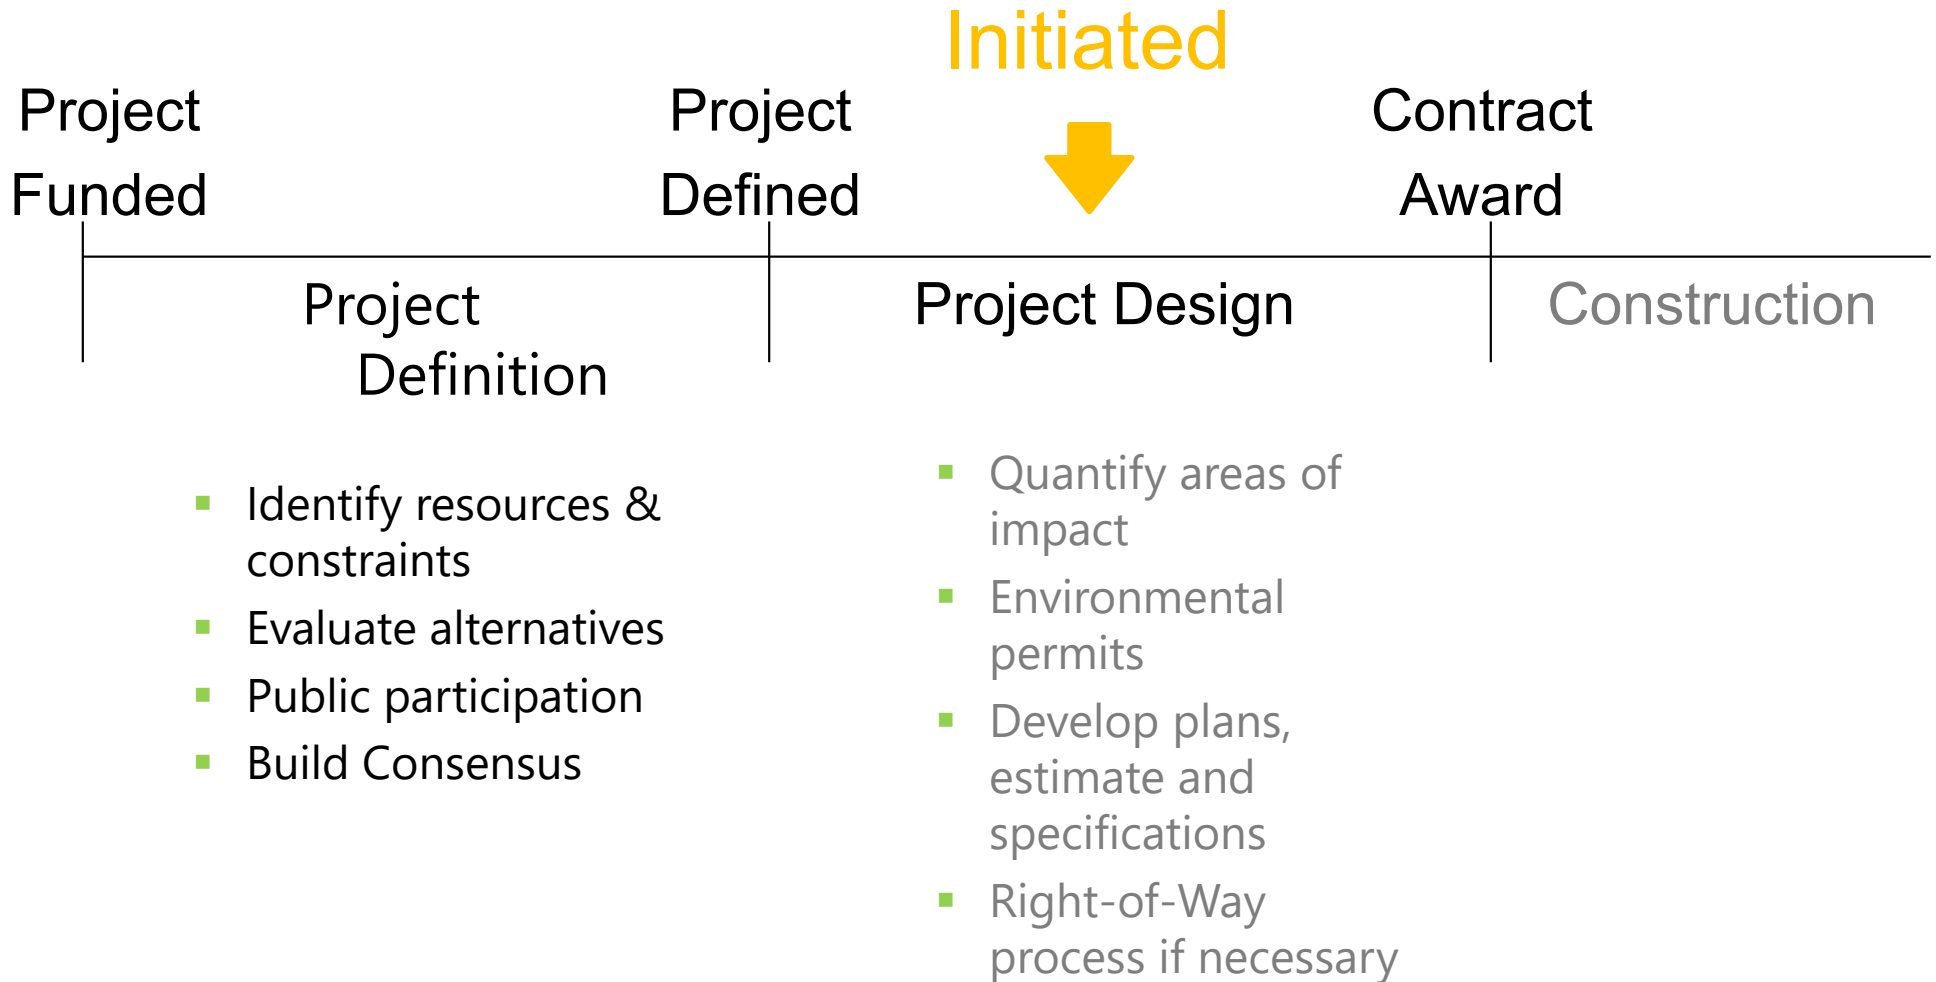 Initiated
Project
Funded
Project
Defined
Contract
Award
Project
Definition
Project Design
Construction
Identify resources &
constraints
Evaluate alternatives
Public participation
Build Consensus
Quantify areas of
impact
Environmental
permits
Develop plans,
estimate and
specifications
Right-of-Way
process if necessary